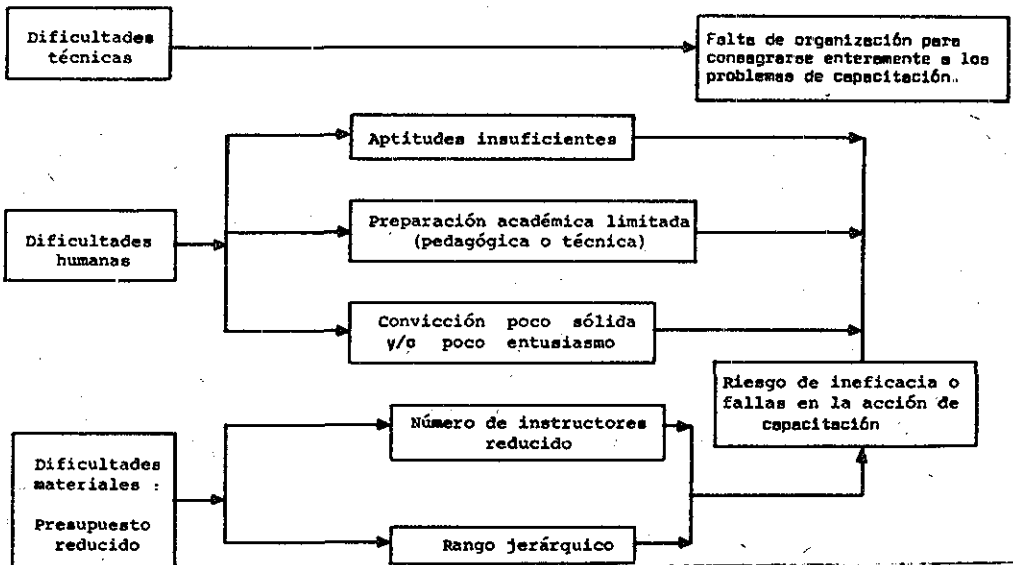 Dificultades
técnicas
Falta de organización para
consagrarse enteramente a los
problemas de capacitación.
Aptitudes insuficientes
Preparación académica limitada
(pedagógica o técnica)
Dificultades
humanas
Convicción poco sólida
y/o poco entusiasmo
Riesgo de ineficacia o
fallas en la acción de
capacitación
Número de instructores
reducido
Dificultades
materiales :
Presupuesto
reducido
Rango jerárquico